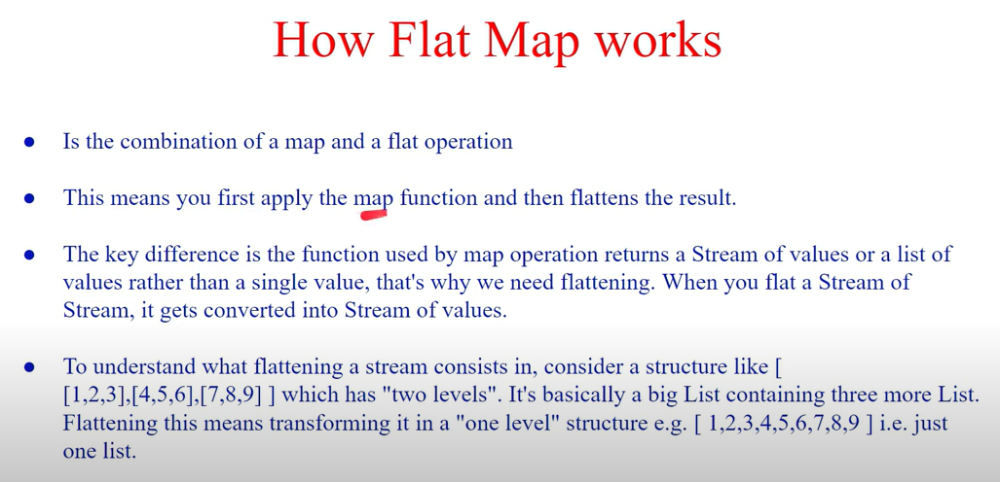 How Flat Map works
● Is the combination of a map and a flat operation
● This means you first apply the map function and then flattens the result.
● The key difference is the function used by map operation returns a Stream of values or a list of
values rather than a single value, that's why we need flattening. When you flat a Stream of
Stream, it gets converted into Stream of values.
● To understand what flattening a stream consists in, consider a structure like [
[1,2,3],[4,5,6],[7,8,9] ] which has "two levels". It's basically a big List containing three more List.
Flattening this means transforming it in a "one level" structure e.g. [ 1,2,3,4,5,6,7,8,9 ] i.e. just
one list.